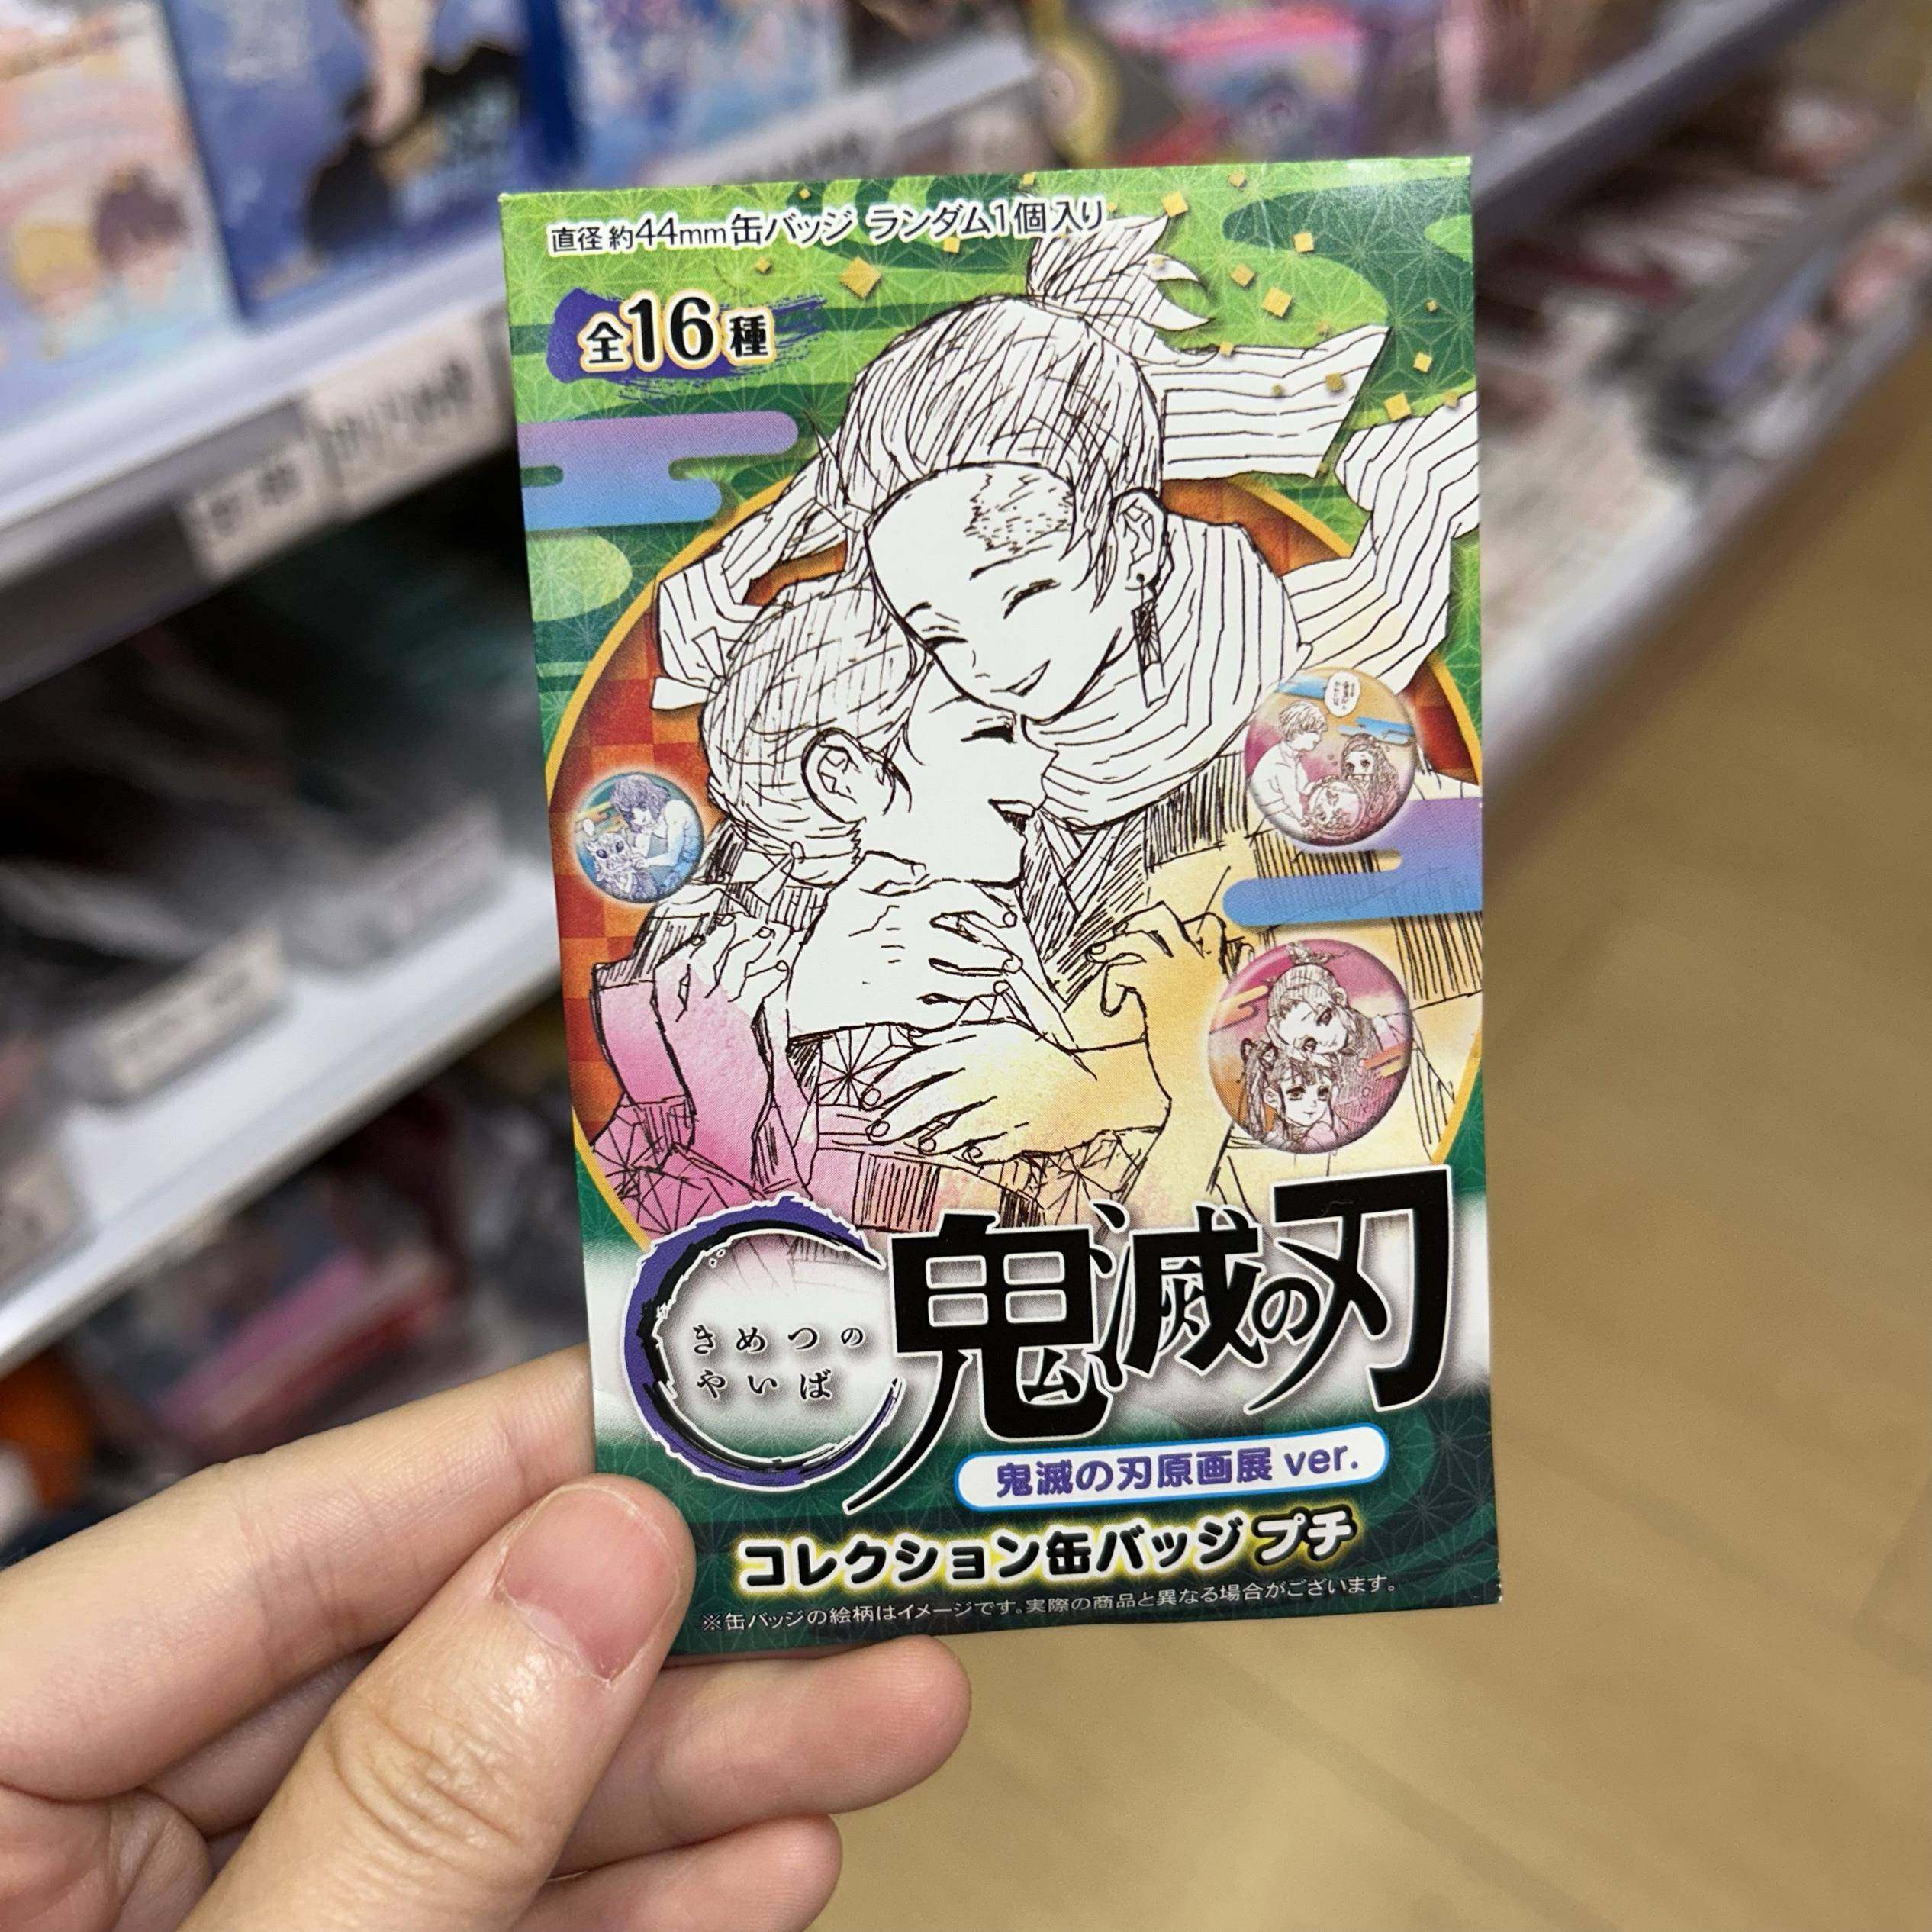 直径約44mm缶バッジ ランダム1個入り
全16種
きめつの
やいば
鬼滅の刃
鬼滅の刃原画展 ver.
コレクション缶バッジ プチ
※缶バッジの絵柄はイメージです。実際の商品と異なる場合がございます。